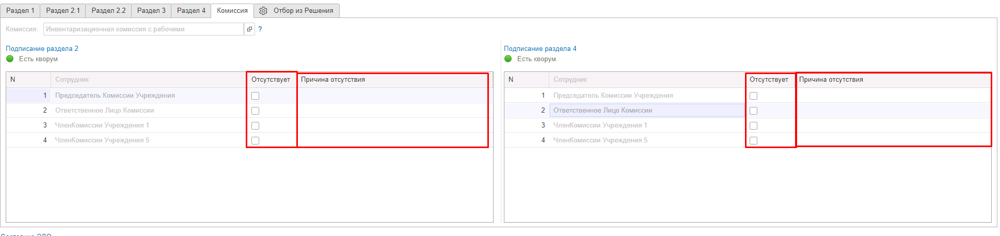 Раздел 1 Раздел 2.1 Раздел 2.2 Раздел 3 Раздел 4 Комиссия Отбор из Решения
Комиссия: Инвентаризационная комиссия с рабочими ?
Подписание раздела 2
Есть кворум
N Сотрудник Отсутствует Причина отсутствия
1 Председатель Комиссии Учреждения
2 Ответственное Лицо Комиссии
3 ЧленКомиссии Учреждения 1
4 ЧленКомиссии Учреждения 5
Подписание раздела 4
Есть кворум
N Сотрудник Отсутствует Причина отсутствия
1 Председатель Комиссии Учреждения
2 Ответственное Лицо Комиссии
3 ЧленКомиссии Учреждения 1
4 ЧленКомиссии Учреждения 5